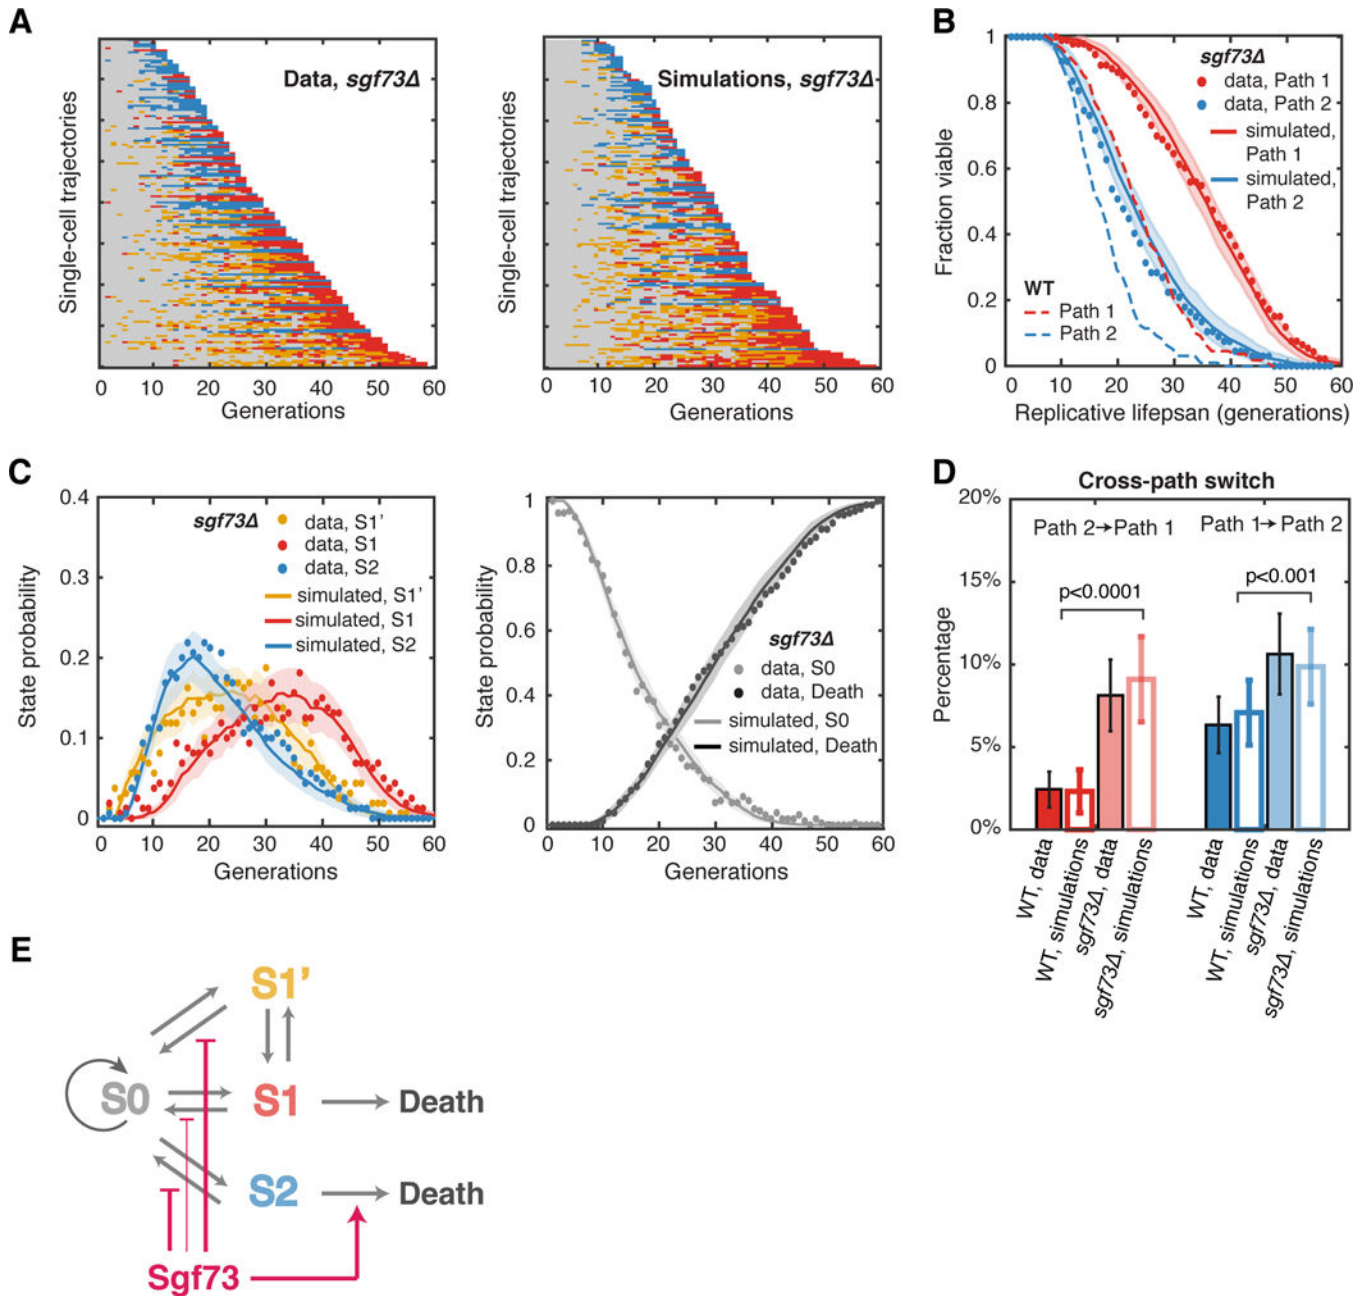 A
Data, sgf73Δ
Single-cell trajectories
0 10 20 30 40 50 60
Generations
Simulations, sgf73Δ
Single-cell trajectories
0 10 20 30 40 50 60
Generations
B
1
0.8
0.6
0.4
0.2
0
Fraction viable
sgf73Δ
data, Path 1
data, Path 2
simulated,
Path 1
simulated,
Path 2
WT
Path 1
Path 2
0 10 20 30 40 50 60
Replicative lifepsan (generations)
C
0.4
0.3
0.2
0.1
0
State probability
sgf73Δ
data, S1'
data, S1
data, S2
simulated, S1'
simulated, S1
simulated, S2
0 10 20 30 40 50 60
Generations
1
0.8
0.6
0.4
0.2
0
State probability
sgf73Δ
data, S0
data, Death
simulated, S0
simulated, Death
0 10 20 30 40 50 60
Generations
D
Cross-path switch
20%
15%
10%
5%
0%
Percentage
Path 2→Path 1
Path 1→Path 2
p<0.0001
p<0.001
WT, data
WT, simulations
sgf73Δ, data
sgf73Δ, simulations
WT, data
WT, simulations
sgf73Δ, data
sgf73Δ, simulations
E
S1’
S0
S1
Death
S2
Death
Sgf73